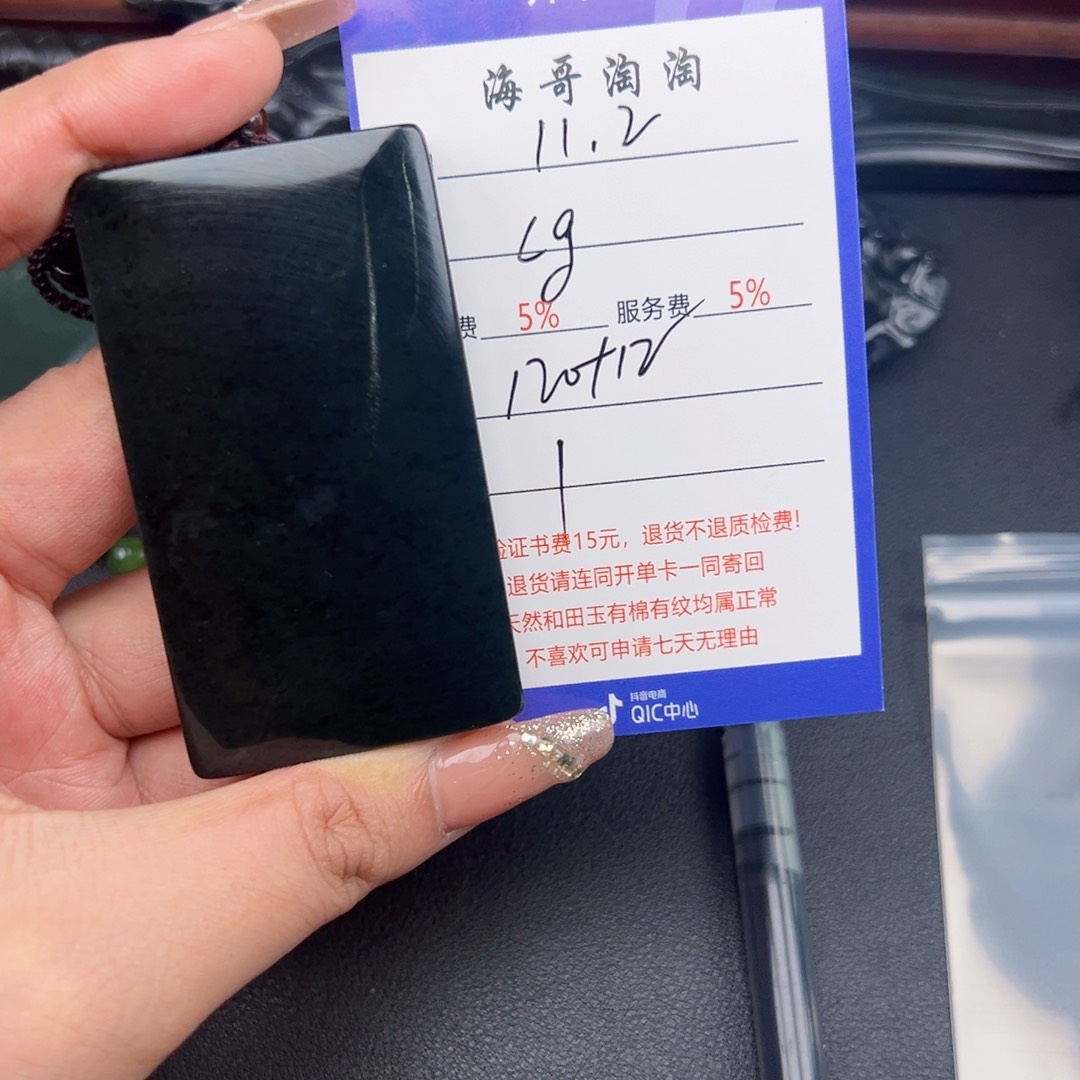 海哥淘淘
11.2
费 5% 服务费 5%
120+12
验证书费15元，退货不退质检费!
退货请连同开单卡一同寄回
天然和田玉有棉有纹均属正常
不喜欢可申请七天无理由
抖音电商
QIC中心